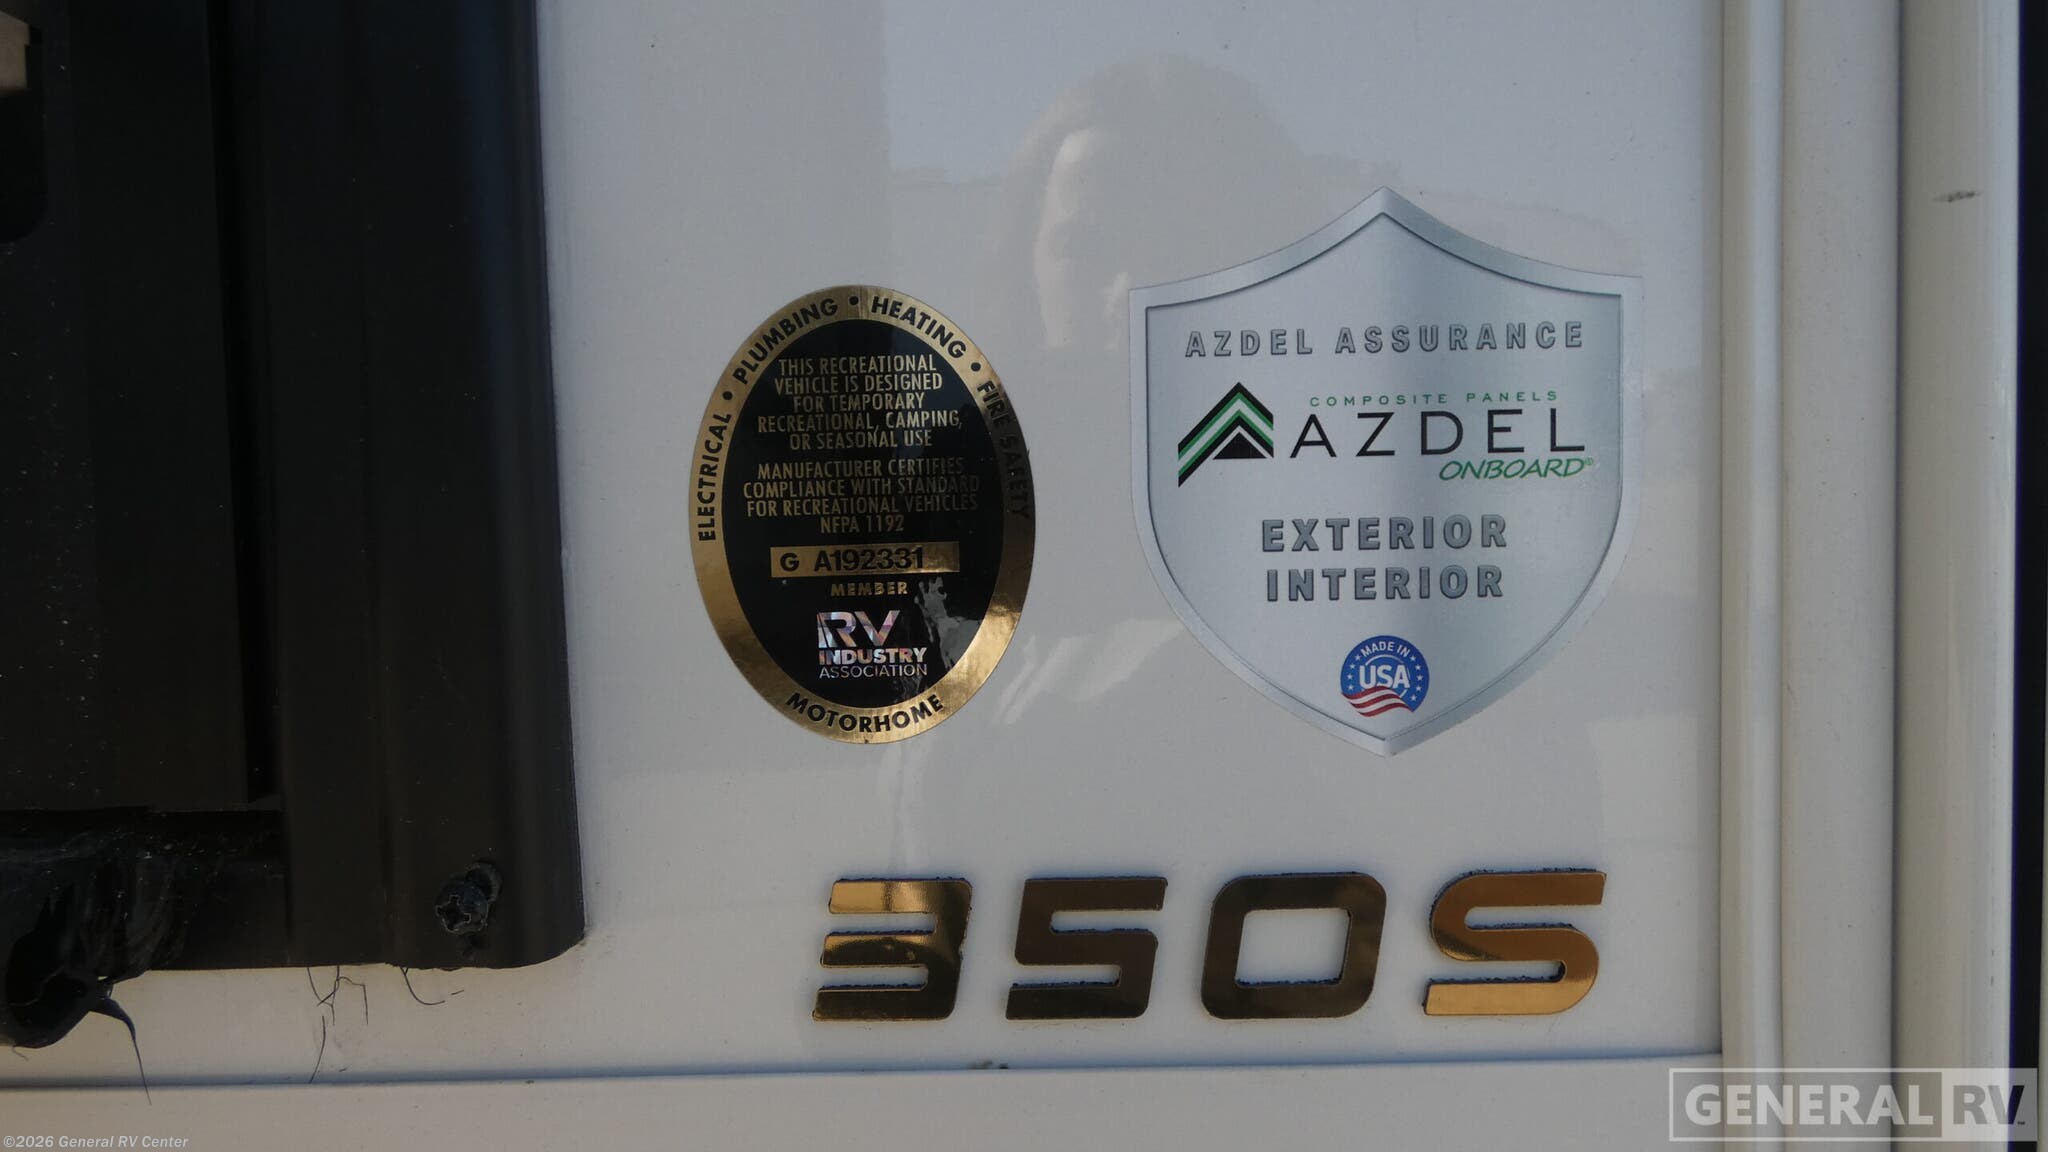 ELECTRICAL • PLUMBING • HEATING • FIRE SAFETY
THIS RECREATIONAL
VEHICLE IS DESIGNED
FOR TEMPORARY
RECREATIONAL, CAMPING,
OR SEASONAL USE
MANUFACTURER CERTIFIES
COMPLIANCE WITH STANDARD
FOR RECREATIONAL VEHICLES
NFPA 1192
G A192331
MEMBER
RV
INDUSTRY
ASSOCIATION
MOTORHOME
AZDEL ASSURANCE
COMPOSITE PANELS
AZDEL
ONBOARD®
EXTERIOR
INTERIOR
MADE IN
USA
350S
GENERAL RV™
©2026 General RV Center